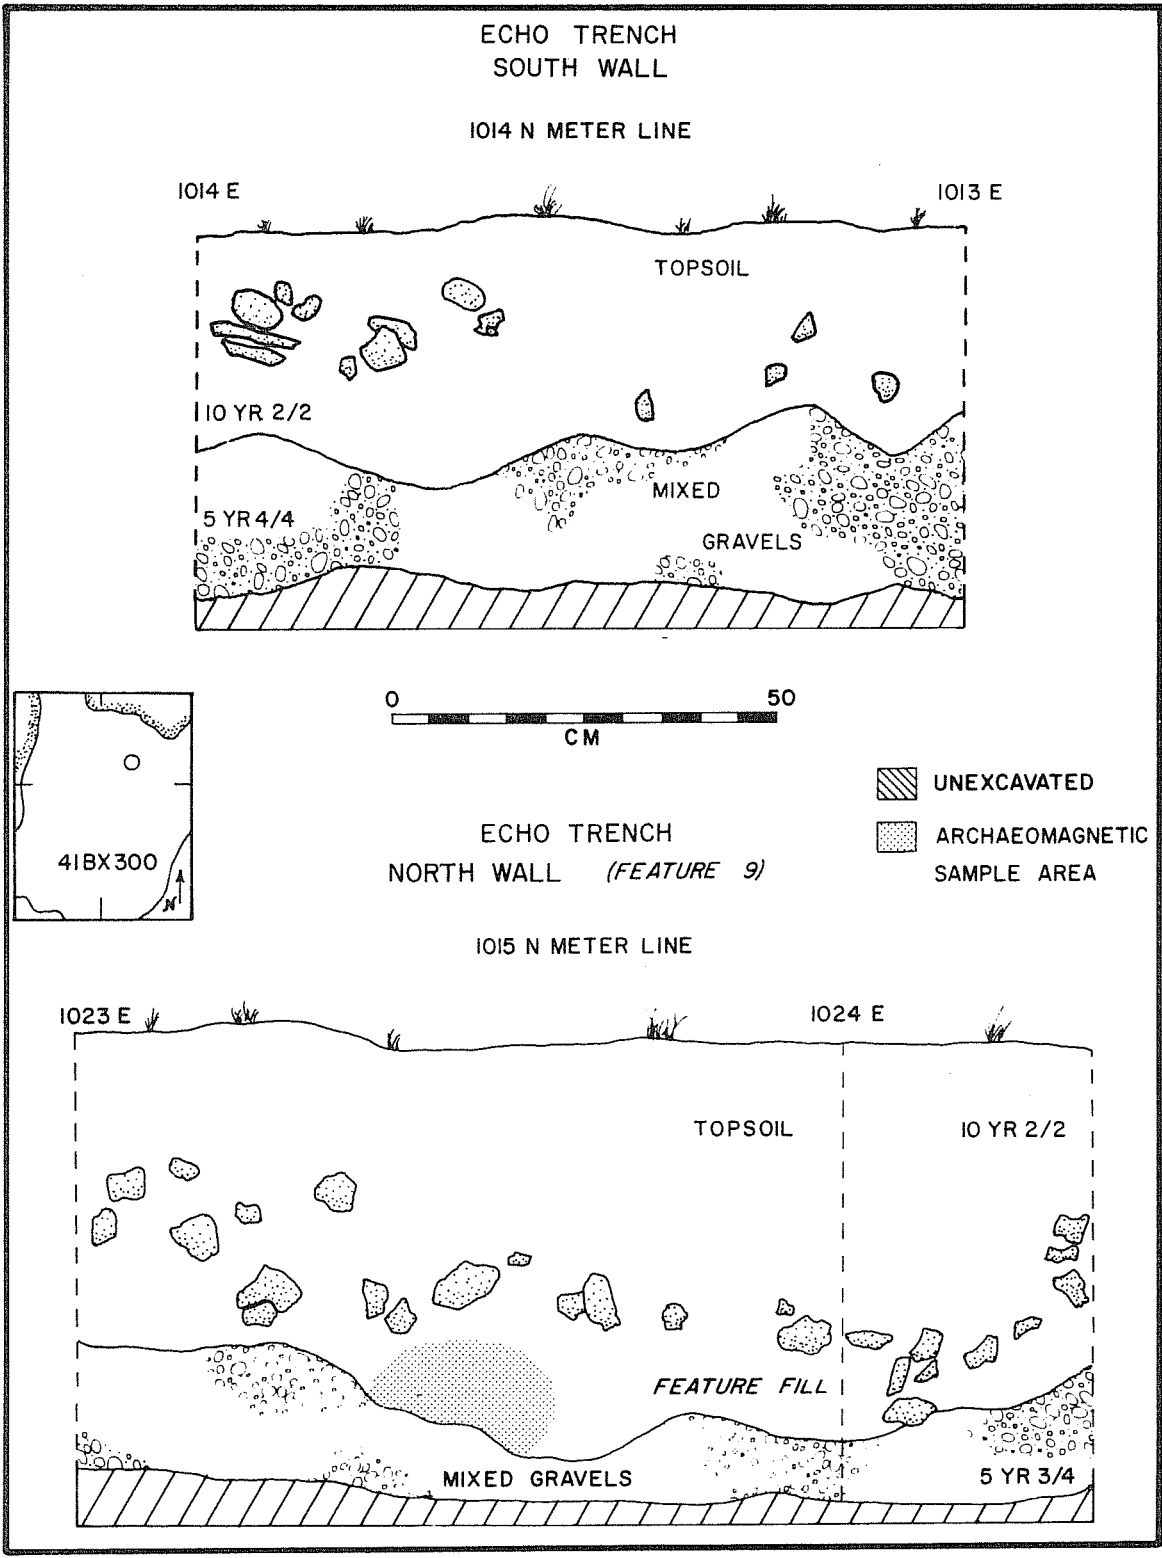 ECHO TRENCH
SOUTH WALL
1014 N METER LINE
1014 E
1013 E
TOPSOIL
10 YR 2/2
MIXED
5 YR 4/4
GRAVELS
0
50
CM
UNEXCAVATED
ARCHAEOMAGNETIC
SAMPLE AREA
41BX300
N
ECHO TRENCH
NORTH WALL (FEATURE 9)
1015 N METER LINE
1023 E
1024 E
TOPSOIL
10 YR 2/2
FEATURE FILL
MIXED GRAVELS
5 YR 3/4